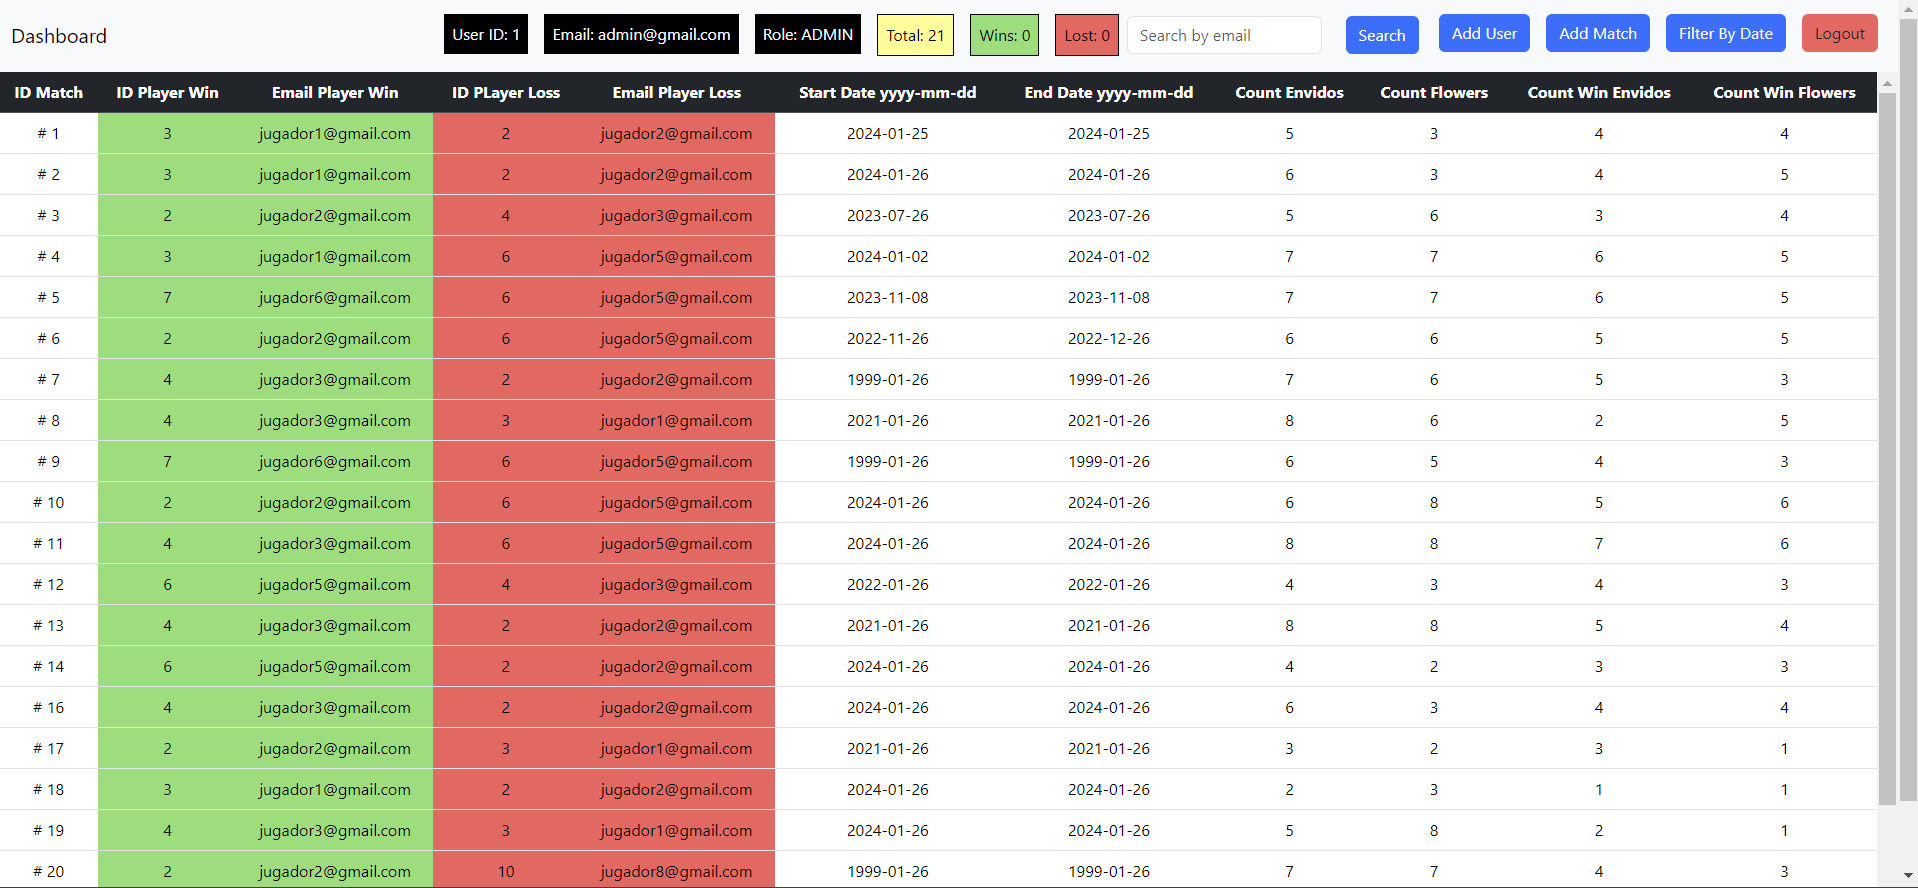 Dashboard User ID: 1 Email: admin@gmail.com Role: ADMIN Total: 21 Wins: 0 Lost: 0 Search by email Search Add User Add Match Filter By Date Logout
ID Match ID Player Win Email Player Win ID PLayer Loss Email Player Loss Start Date yyyy-mm-dd End Date yyyy-mm-dd Count Envidos Count Flowers Count Win Envidos Count Win Flowers
# 1 3 jugador1@gmail.com 2 jugador2@gmail.com 2024-01-25 2024-01-25 5 3 4 4
# 2 3 jugador1@gmail.com 2 jugador2@gmail.com 2024-01-26 2024-01-26 6 3 4 5
# 3 2 jugador2@gmail.com 4 jugador3@gmail.com 2023-07-26 2023-07-26 5 6 3 4
# 4 3 jugador1@gmail.com 6 jugador5@gmail.com 2024-01-02 2024-01-02 7 7 6 5
# 5 7 jugador6@gmail.com 6 jugador5@gmail.com 2023-11-08 2023-11-08 7 7 6 5
# 6 2 jugador2@gmail.com 6 jugador5@gmail.com 2022-11-26 2022-12-26 6 6 5 5
# 7 4 jugador3@gmail.com 2 jugador2@gmail.com 1999-01-26 1999-01-26 7 6 5 3
# 8 4 jugador3@gmail.com 3 jugador1@gmail.com 2021-01-26 2021-01-26 8 6 2 5
# 9 7 jugador6@gmail.com 6 jugador5@gmail.com 1999-01-26 1999-01-26 6 5 4 3
# 10 2 jugador2@gmail.com 6 jugador5@gmail.com 2024-01-26 2024-01-26 6 8 5 6
# 11 4 jugador3@gmail.com 6 jugador5@gmail.com 2024-01-26 2024-01-26 8 8 7 6
# 12 6 jugador5@gmail.com 4 jugador3@gmail.com 2022-01-26 2022-01-26 4 3 4 3
# 13 4 jugador3@gmail.com 2 jugador2@gmail.com 2021-01-26 2021-01-26 8 8 5 4
# 14 6 jugador5@gmail.com 2 jugador2@gmail.com 2024-01-26 2024-01-26 4 2 3 3
# 16 4 jugador3@gmail.com 2 jugador2@gmail.com 2024-01-26 2024-01-26 6 3 4 4
# 17 2 jugador2@gmail.com 3 jugador1@gmail.com 2021-01-26 2021-01-26 3 2 3 1
# 18 3 jugador1@gmail.com 2 jugador2@gmail.com 2024-01-26 2024-01-26 2 3 1 1
# 19 4 jugador3@gmail.com 3 jugador1@gmail.com 2024-01-26 2024-01-26 5 8 2 1
# 20 2 jugador2@gmail.com 10 jugador8@gmail.com 1999-01-26 1999-01-26 7 7 4 3